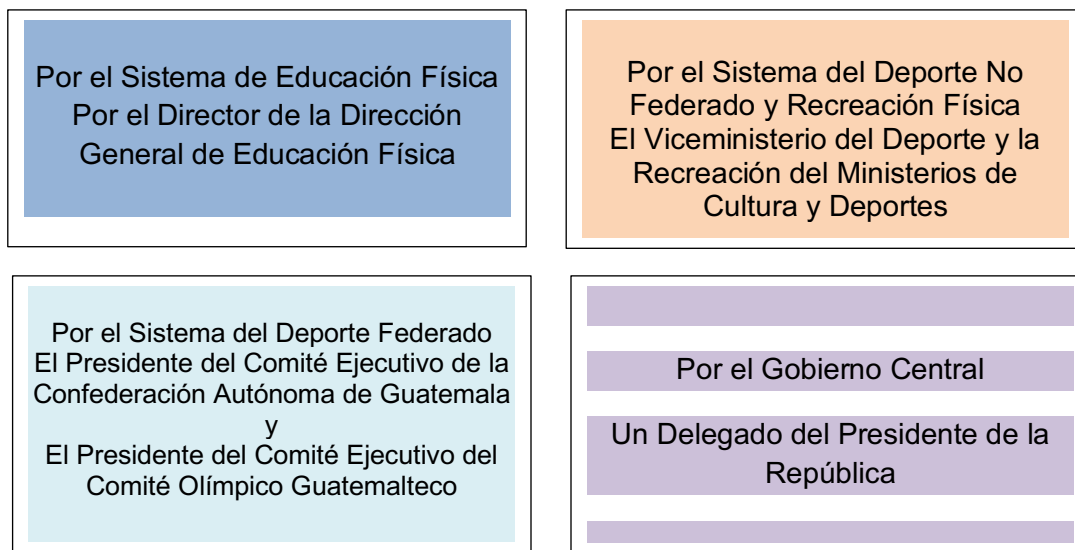 Por el Sistema de Educación Física
Por el Director de la Dirección
General de Educación Física
Por el Sistema del Deporte No
Federado y Recreación Física
El Viceministerio del Deporte y la
Recreación del Ministerios de
Cultura y Deportes
Por el Sistema del Deporte Federado
El Presidente del Comité Ejecutivo de la
Confederación Autónoma de Guatemala
y
El Presidente del Comité Ejecutivo del
Comité Olímpico Guatemalteco
Por el Gobierno Central
Un Delegado del Presidente de la
República